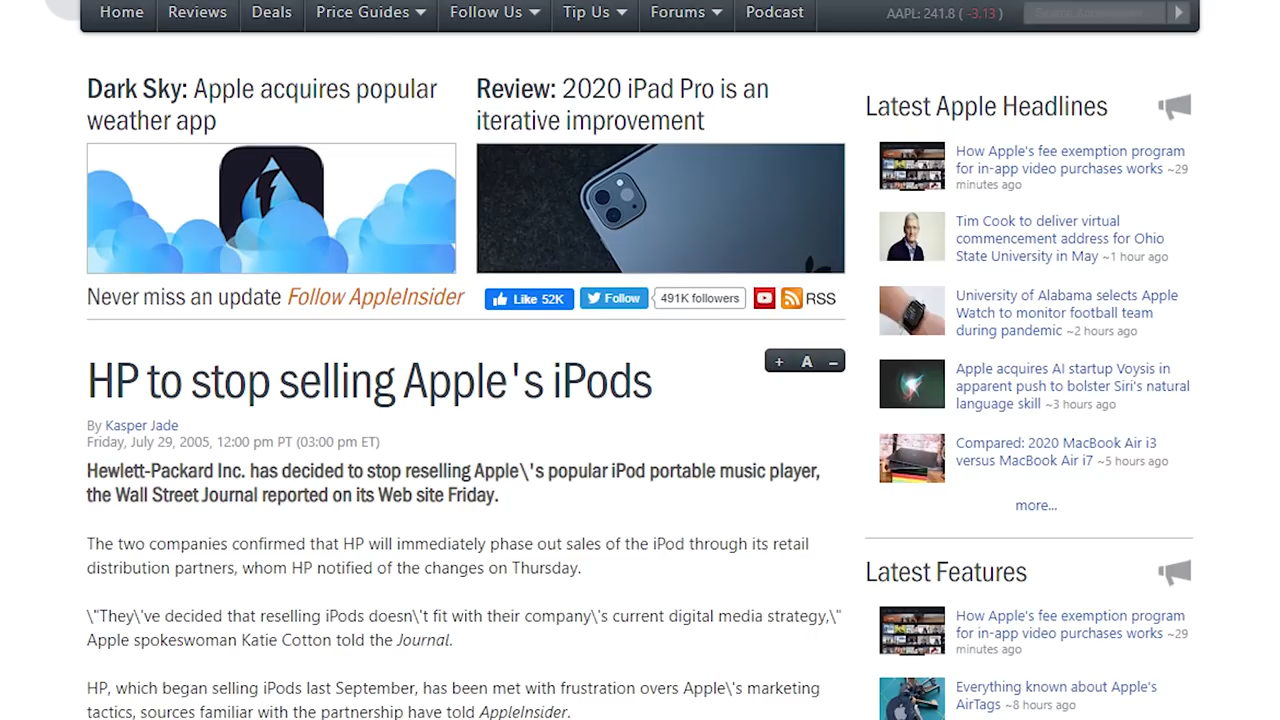 Home Reviews Deals Price Guides Follow Us Tip Us Forums Podcast AAPL: 241.8 ( -3.13 )
Dark Sky: Apple acquires popular
weather app
Review: 2020 iPad Pro is an
iterative improvement
Never miss an update Follow AppleInsider Like 52K Follow 491K followers RSS
+ A –
HP to stop selling Apple's iPods
By Kasper Jade
Friday, July 29, 2005, 12:00 pm PT (03:00 pm ET)
Hewlett-Packard Inc. has decided to stop reselling Apple\'s popular iPod portable music player,
the Wall Street Journal reported on its Web site Friday.
The two companies confirmed that HP will immediately phase out sales of the iPod through its retail
distribution partners, whom HP notified of the changes on Thursday.
\"They\'ve decided that reselling iPods doesn\'t fit with their company\'s current digital media strategy,\"
Apple spokeswoman Katie Cotton told the Journal.
HP, which began selling iPods last September, has been met with frustration overs Apple\'s marketing
tactics, sources familiar with the partnership have told AppleInsider.
Latest Apple Headlines
How Apple's fee exemption program
for in-app video purchases works ~29
minutes ago
Tim Cook to deliver virtual
commencement address for Ohio
State University in May ~1 hour ago
University of Alabama selects Apple
Watch to monitor football team
during pandemic ~2 hours ago
Apple acquires AI startup Voysis in
apparent push to bolster Siri's natural
language skill ~3 hours ago
Compared: 2020 MacBook Air i3
versus MacBook Air i7 ~5 hours ago
more...
Latest Features
How Apple's fee exemption program
for in-app video purchases works ~29
minutes ago
Everything known about Apple's
AirTags ~8 hours ago